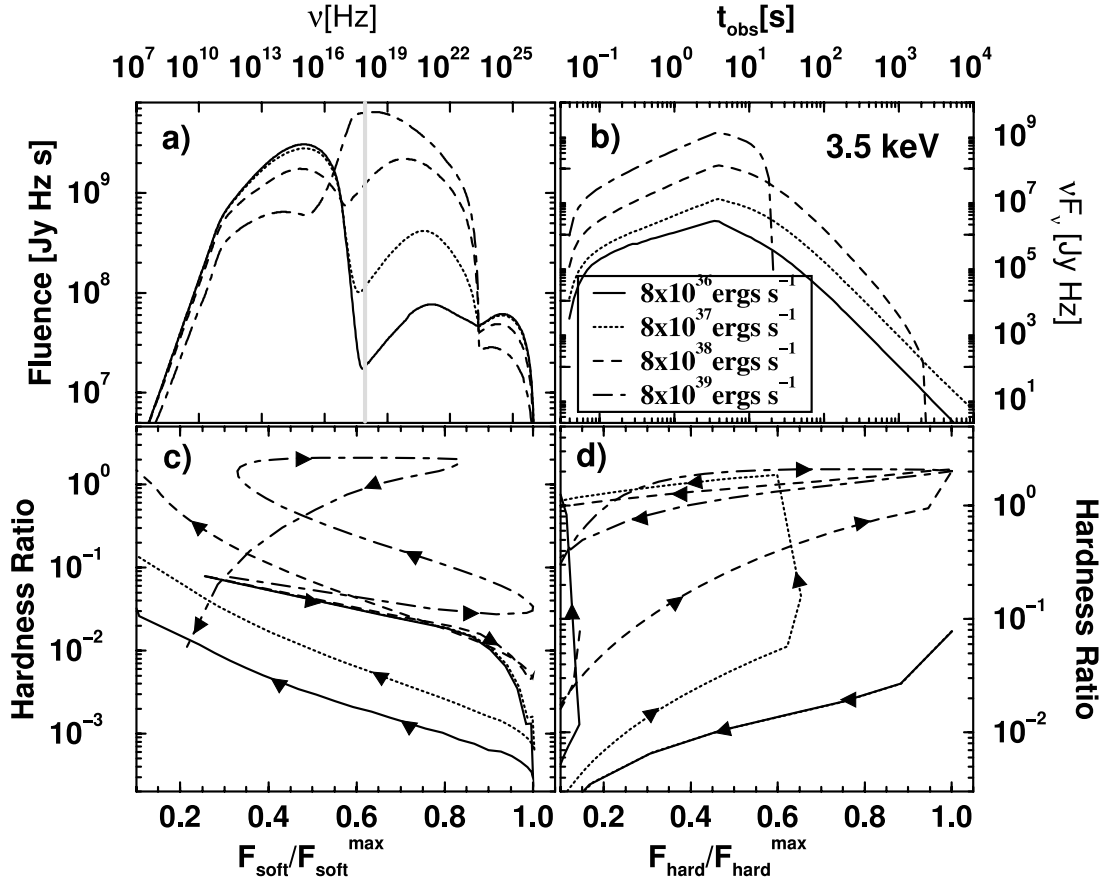 ν[Hz]
t_obs[s]
10^7 10^10 10^13 10^16 10^19 10^22 10^25
10^-1 10^0 10^1 10^2 10^3 10^4
a)
b)
3.5 keV
Fluence [Jy Hz s]
10^9
10^8
10^7
10^9
10^7
10^5
10^3
10^1
νF_ν [Jy Hz]
8x10^36 ergs s^-1
8x10^37 ergs s^-1
8x10^38 ergs s^-1
8x10^39 ergs s^-1
c)
d)
Hardness Ratio
10^0
10^-1
10^-2
10^-3
10^0
10^-1
10^-2
Hardness Ratio
0.2 0.4 0.6 0.8 1.0
0.2 0.4 0.6 0.8 1.0
F_soft/F_soft^max
F_hard/F_hard^max